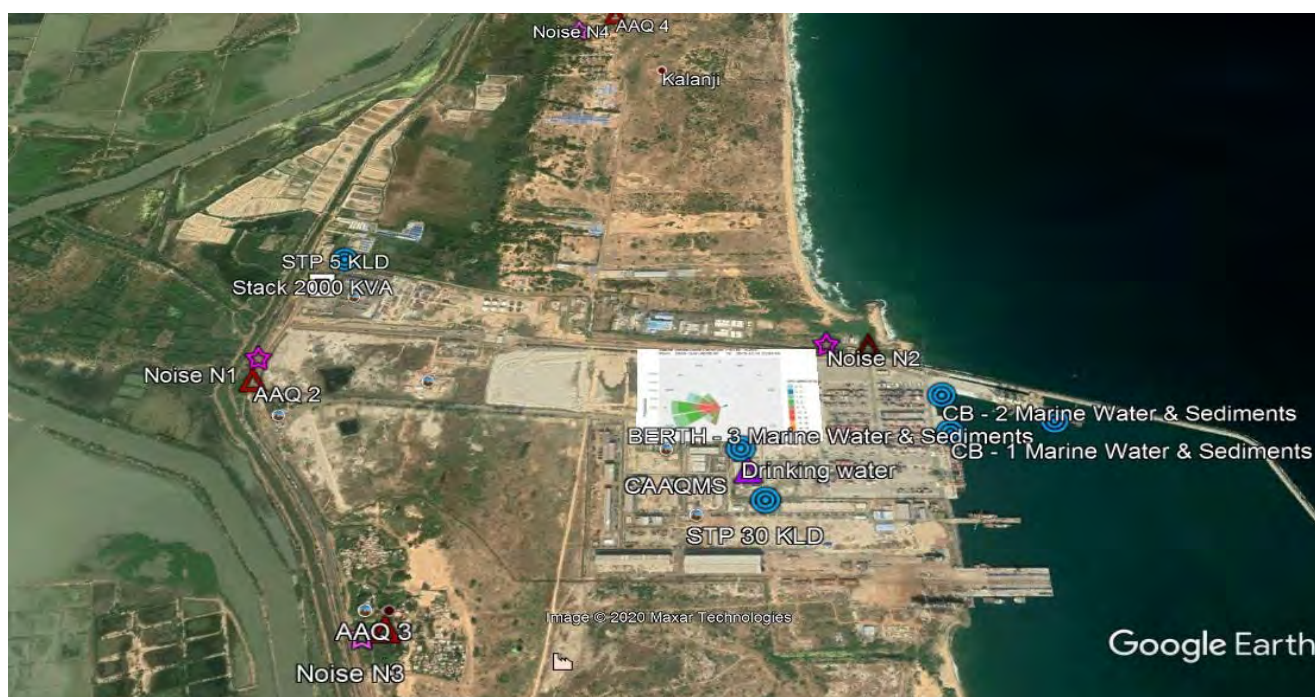 Noise N4
AAQ 4
Kalanji
STP 5 KLD
Stack 2000 KVA
Noise N1
AAQ 2
Noise N2
CB - 2 Marine Water & Sediments
BERTH - 3 Marine Water & Sediments
CB - 1 Marine Water & Sediments
Drinking water
CAAQMS
STP 30 KLD
Image © 2020 Maxar Technologies
AAQ 3
Google Earth
Noise N3